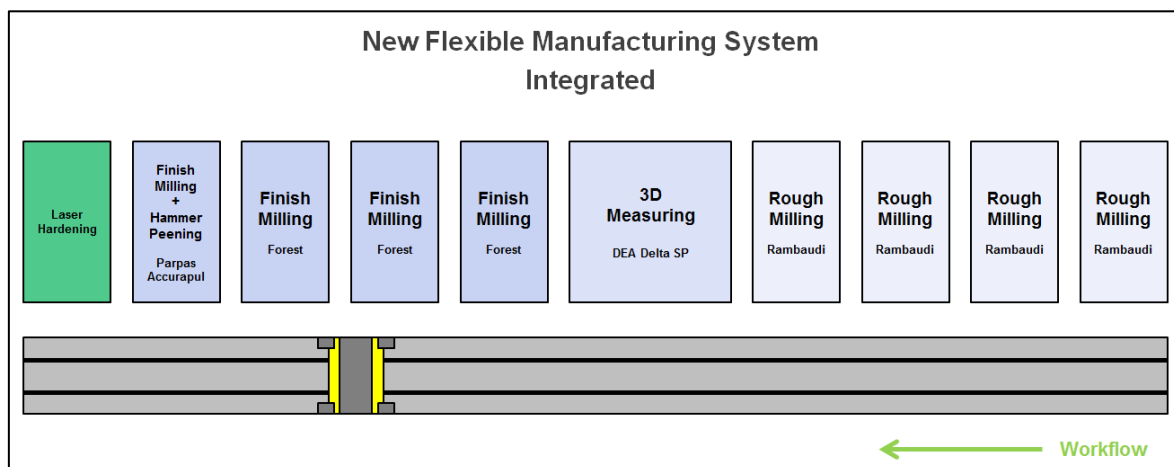 New Flexible Manufacturing System
Integrated
Laser
Hardening
Finish
Milling
+
Hammer
Peening
Parpas
Accurapul
Finish
Milling
Forest
Finish
Milling
Forest
Finish
Milling
Forest
3D
Measuring
DEA Delta SP
Rough
Milling
Rambaudi
Rough
Milling
Rambaudi
Rough
Milling
Rambaudi
Rough
Milling
Rambaudi
Workflow